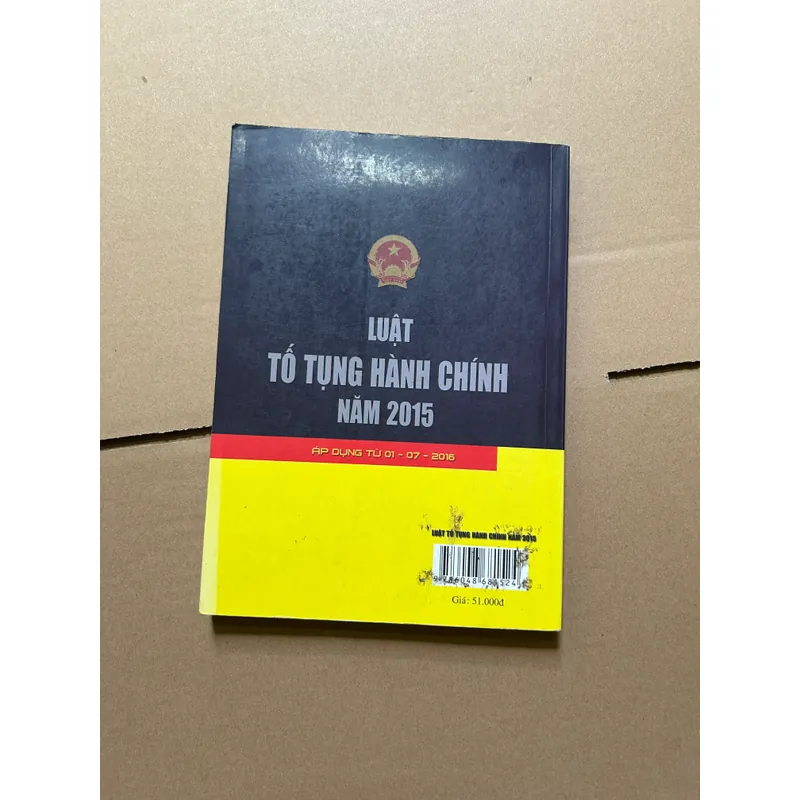 LUẬT
TỐ TỤNG HÀNH CHÍNH
NĂM 2015
ÁP DỤNG TỪ 01 - 07 - 2016
LUẬT TỐ TỤNG HÀNH CHÍNH NĂM 2015
Giá: 51.000đ